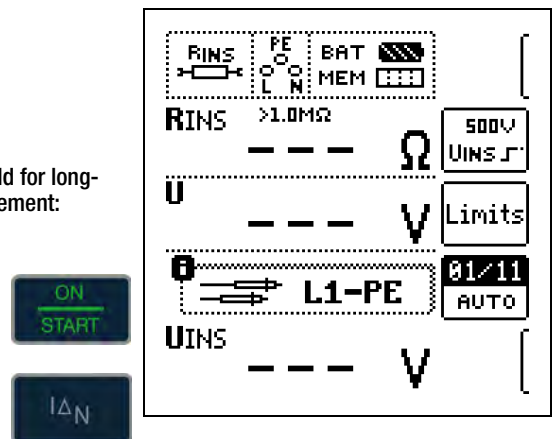 ld for long-
ement:
ON
START
IΔN
RINS
PE
L N
BAT
MEM
RINS >1.0MΩ
--- Ω
500V
UINS
U
--- V
Limits
L1-PE
01/11
AUTO
UINS
--- V